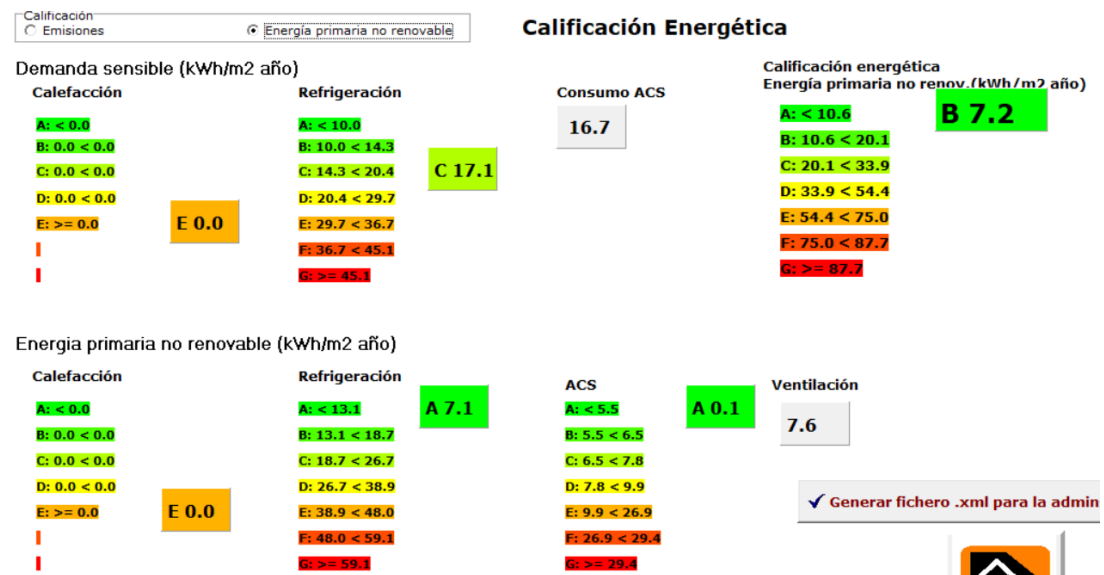 Calificación
Emisiones
Energía primaria no renovable
Calificación Energética
Demanda sensible (kWh/m2 año)
Calefacción
A: < 0.0
B: 0.0 < 0.0
C: 0.0 < 0.0
D: 0.0 < 0.0
E: >= 0.0
E 0.0
Refrigeración
A: < 10.0
B: 10.0 < 14.3
C: 14.3 < 20.4
D: 20.4 < 29.7
E: 29.7 < 36.7
F: 36.7 < 45.1
G: >= 45.1
C 17.1
Consumo ACS
16.7
Calificación energética
Energía primaria no renov.(kWh/m2 año)
A: < 10.6
B: 10.6 < 20.1
C: 20.1 < 33.9
D: 33.9 < 54.4
E: 54.4 < 75.0
F: 75.0 < 87.7
G: >= 87.7
B 7.2
Energia primaria no renovable (kWh/m2 año)
Calefacción
A: < 0.0
B: 0.0 < 0.0
C: 0.0 < 0.0
D: 0.0 < 0.0
E: >= 0.0
E 0.0
Refrigeración
A: < 13.1
B: 13.1 < 18.7
C: 18.7 < 26.7
D: 26.7 < 38.9
E: 38.9 < 48.0
F: 48.0 < 59.1
G: >= 59.1
A 7.1
ACS
A: < 5.5
B: 5.5 < 6.5
C: 6.5 < 7.8
D: 7.8 < 9.9
E: 9.9 < 26.9
F: 26.9 < 29.4
G: >= 29.4
A 0.1
Ventilación
7.6
Generar fichero .xml para la admin